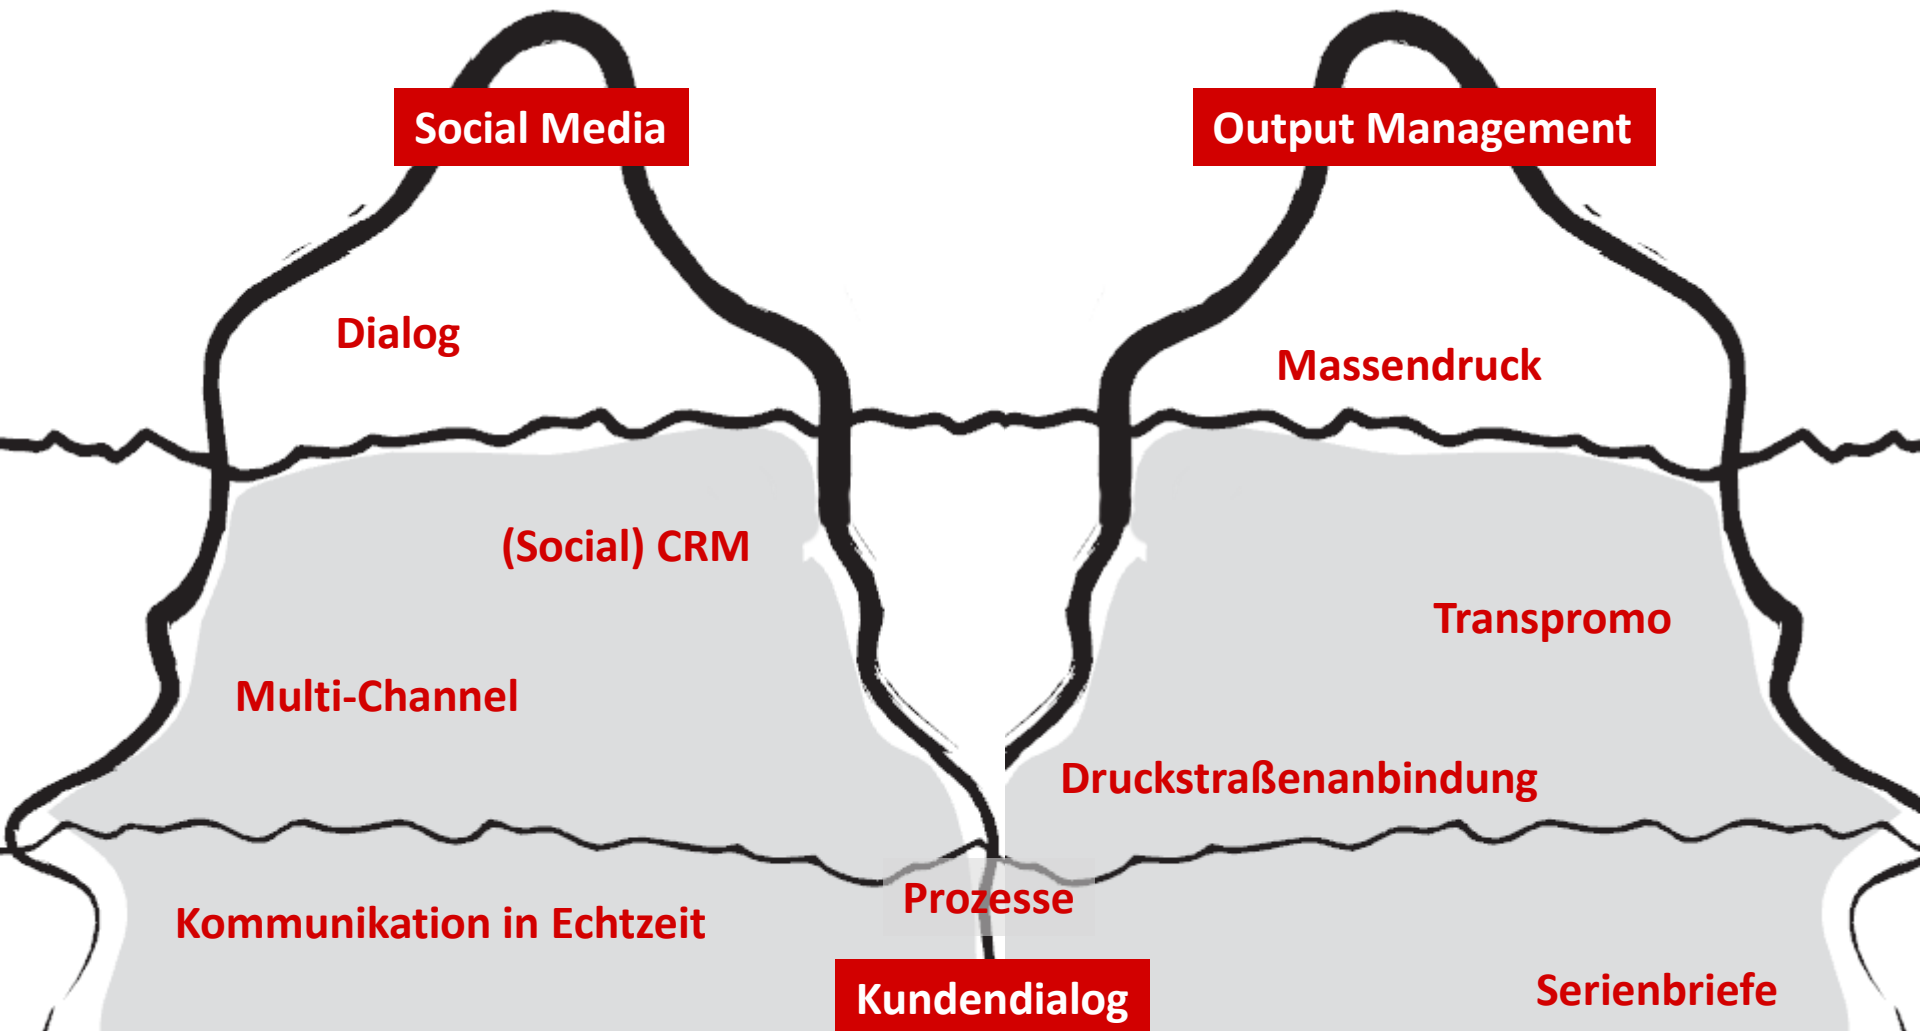 Social Media
Output Management
Dialog
Massendruck
(Social) CRM
Transpromo
Multi-Channel
Druckstraßenanbindung
Prozesse
Kommunikation in Echtzeit
Serienbriefe
Kundendialog